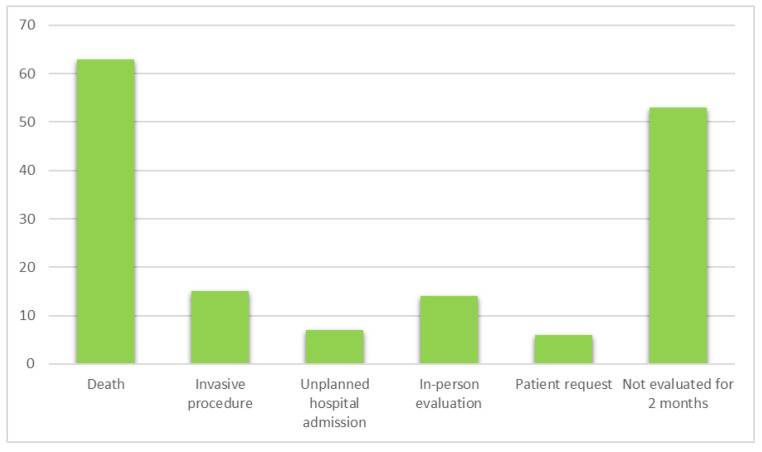 70
60
50
40
30
20
10
0
Death
Invasive
procedure
Unplanned
hospital
admission
In-person
evaluation
Patient request
Not evaluated for
2 months